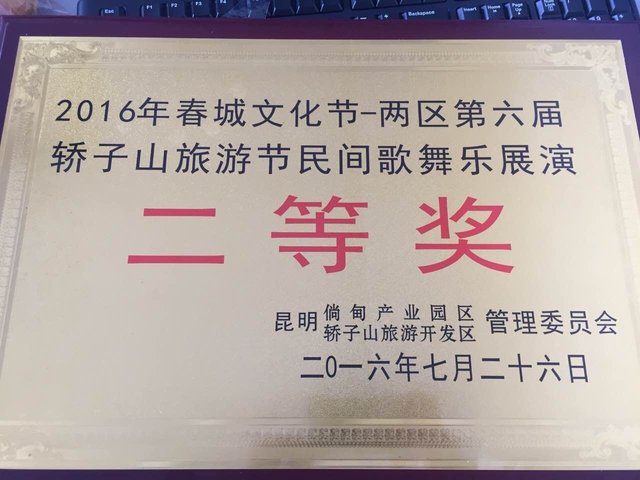 2016年春城文化节-两区第六届
轿子山旅游节民间歌舞乐展演
二等奖
昆明 倘甸产业园区 管理委员会
轿子山旅游开发区
二〇一六年七月二十六日